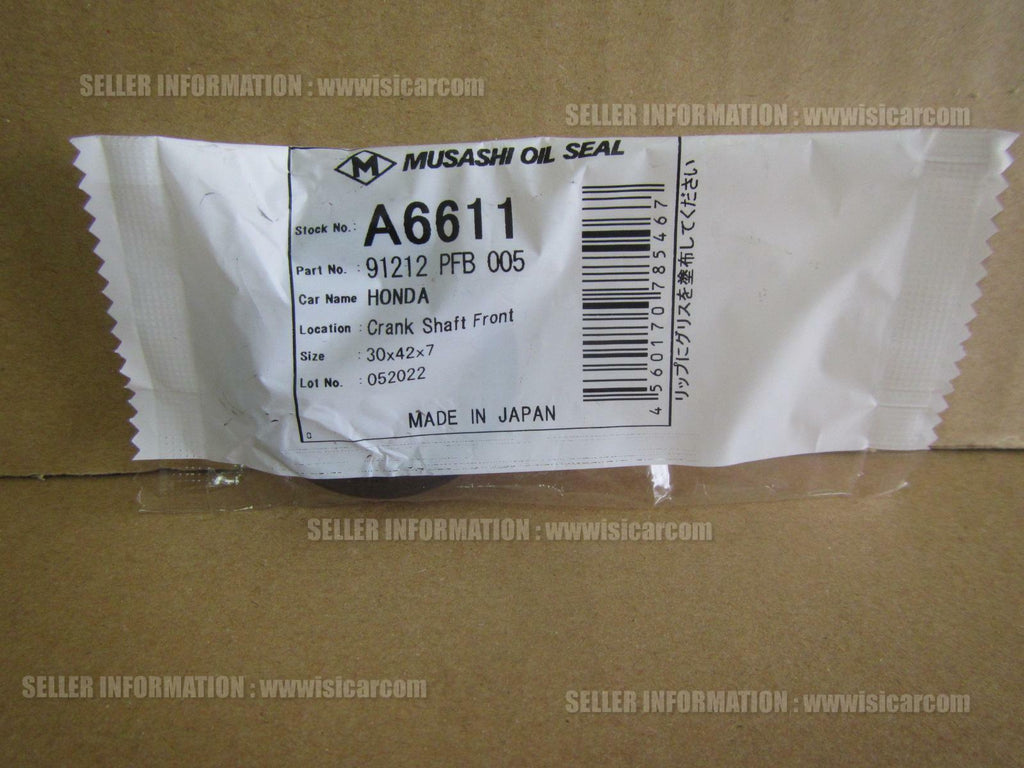 SELLER INFORMATION : wwwisicarcom
SELLER INFORMATION : wwwisicarcom
M MUSASHI OIL SEAL
Stock No.: A6611
Part No. : 91212 PFB 005
Car Name HONDA
Location : Crank Shaft Front
Size : 30x42x7
Lot No. : 052022
MADE IN JAPAN
4560170785467
リップにグリスを塗布してください
SELLER INFORMATION : wwwisicarcom
SELLER INFORMATION : wwwisicarcom
SELLER INFORMATION : wwwisicarcom